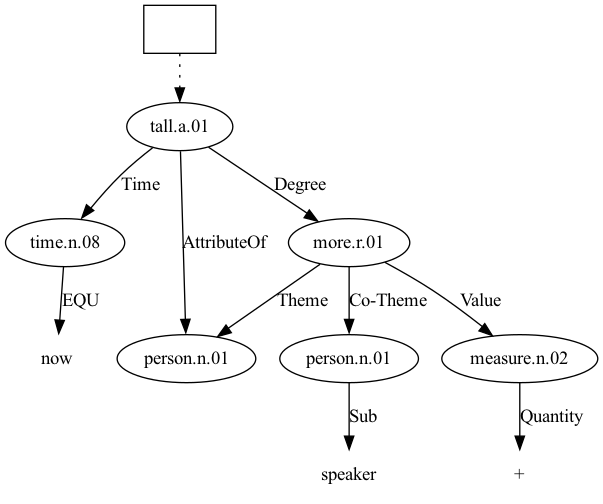 tall.a.01
Time
Degree
time.n.08
AttributeOf
more.r.01
EQU
Theme
Co-Theme
Value
now
person.n.01
person.n.01
measure.n.02
Sub
Quantity
speaker
+